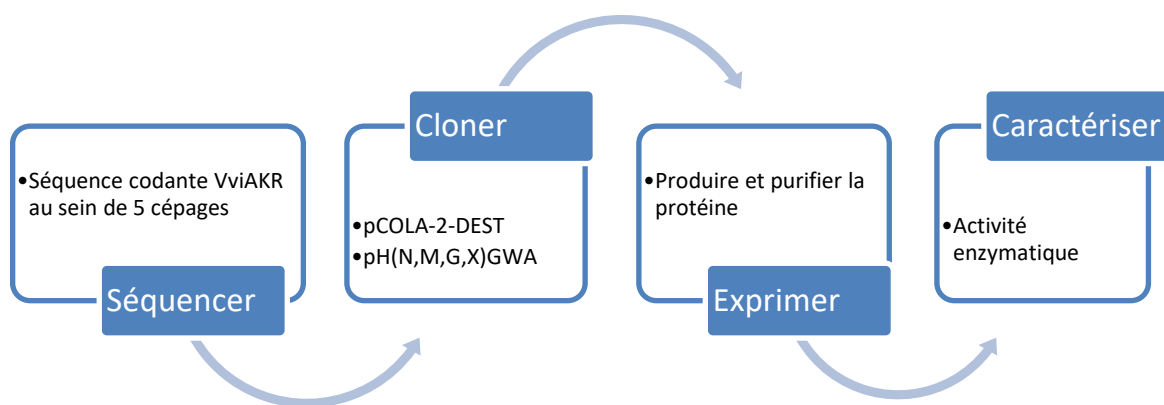 •Séquence codante VviAKR
au sein de 5 cépages
Séquencer
Cloner
•pCOLA-2-DEST
•pH(N,M,G,X)GWA
•Produire et purifier la
protéine
Exprimer
Caractériser
•Activité
enzymatique